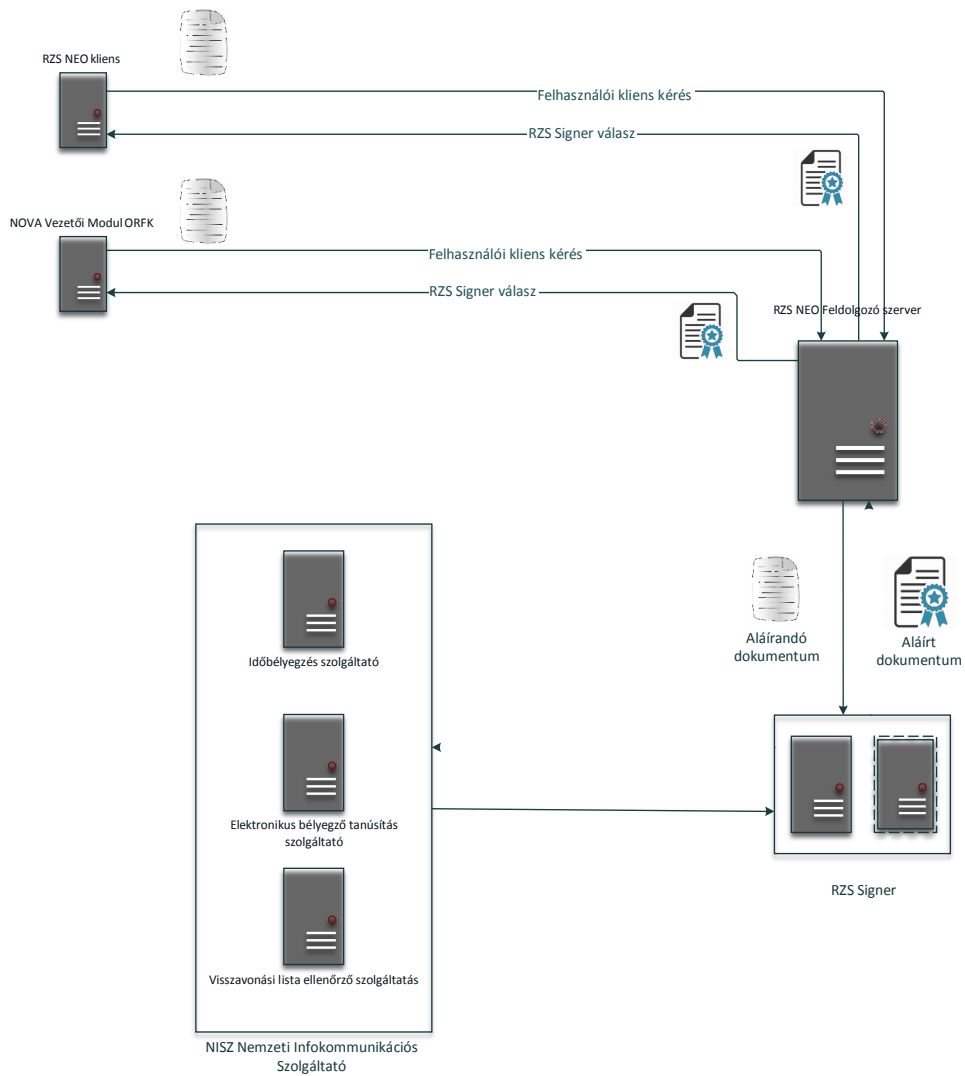 RZS NEO kliens
Felhasználói kliens kérés
RZS Signer válasz
NOVA Vezetői Modul ORFK
Felhasználói kliens kérés
RZS Signer válasz
RZS NEO Feldolgozó szerver
Aláírandó
dokumentum
Aláírt
dokumentum
Időbélyegzés szolgáltató
Elektronikus bélyegző tanúsítás
szolgáltató
Visszavonási lista ellenőrző szolgáltatás
RZS Signer
NISZ Nemzeti Infokommunikációs
Szolgáltató